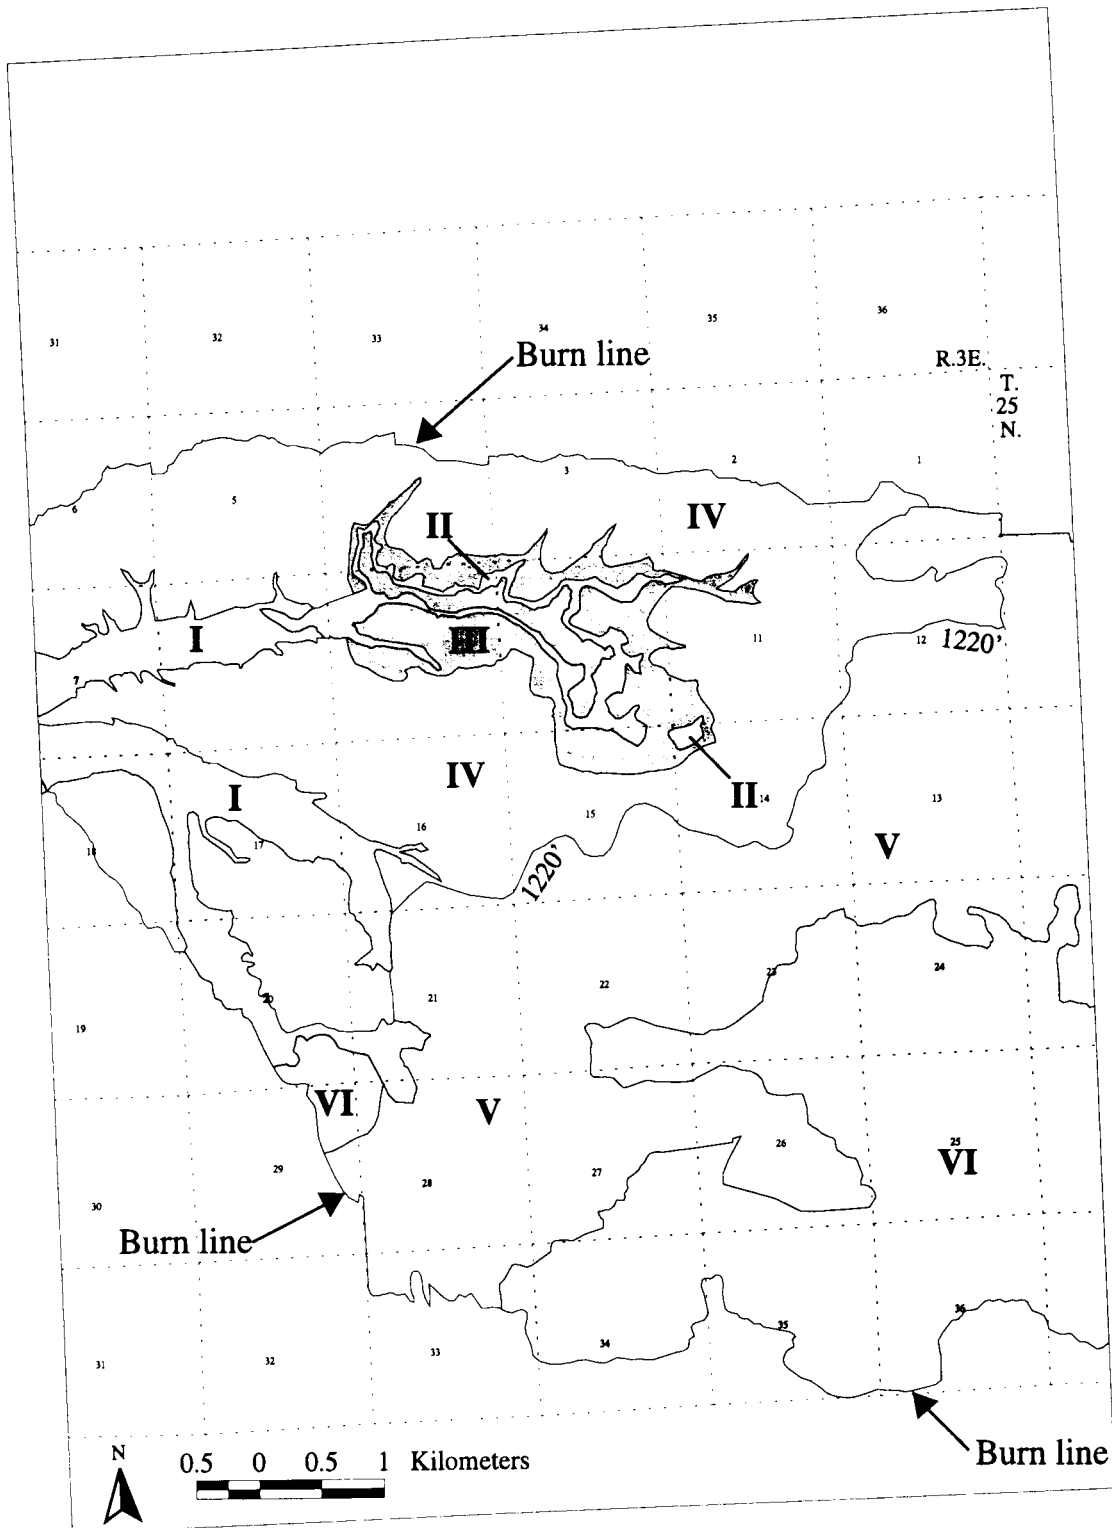 36
35
34
33
32
31
Burn line
R.3E.
T.
25
N.
1
2
3
5
6
II
IV
I
III
11
12
1220'
7
IV
I
II
14
13
15
16
17
18
1220'
V
24
23
22
21
20
19
VI
V
25
26
VI
27
28
29
30
Burn line
36
35
34
33
32
31
N
0.5 0 0.5 1 Kilometers
Burn line